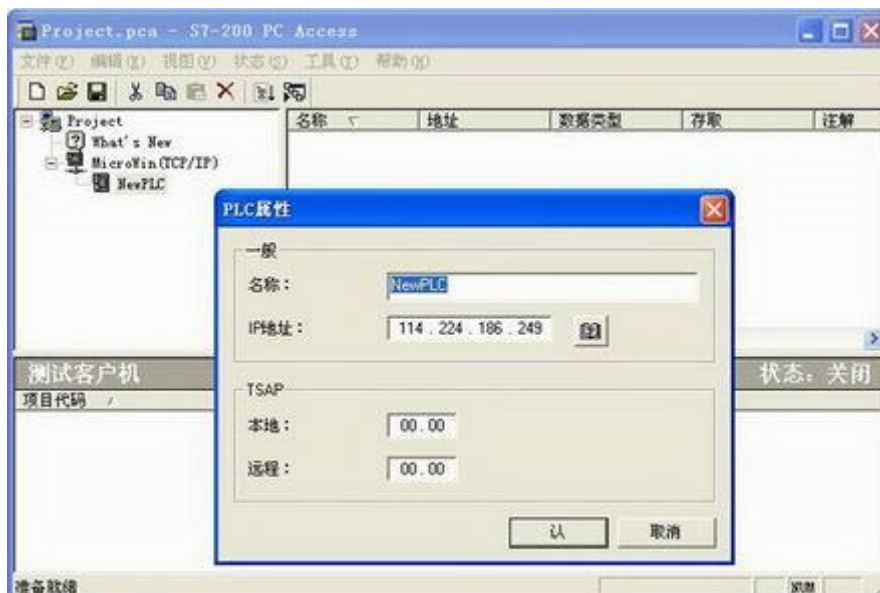 Project.pca - S7-200 PC Access
文件(F) 编辑(E) 视图(V) 状态(S) 工具(T) 帮助(H)
Project
What's New
MicroWin(TCP/IP)
NewPLC
名称 地址 数据类型 存取 注解
PLC属性
一般
名称： NewPLC
IP地址： 114 . 224 . 186 . 249
TSAP
本地： 00 . 00
远程： 00 . 00
认 取消
测试客户机 状态：关闭
项目代码 /
准备就绪 NUM